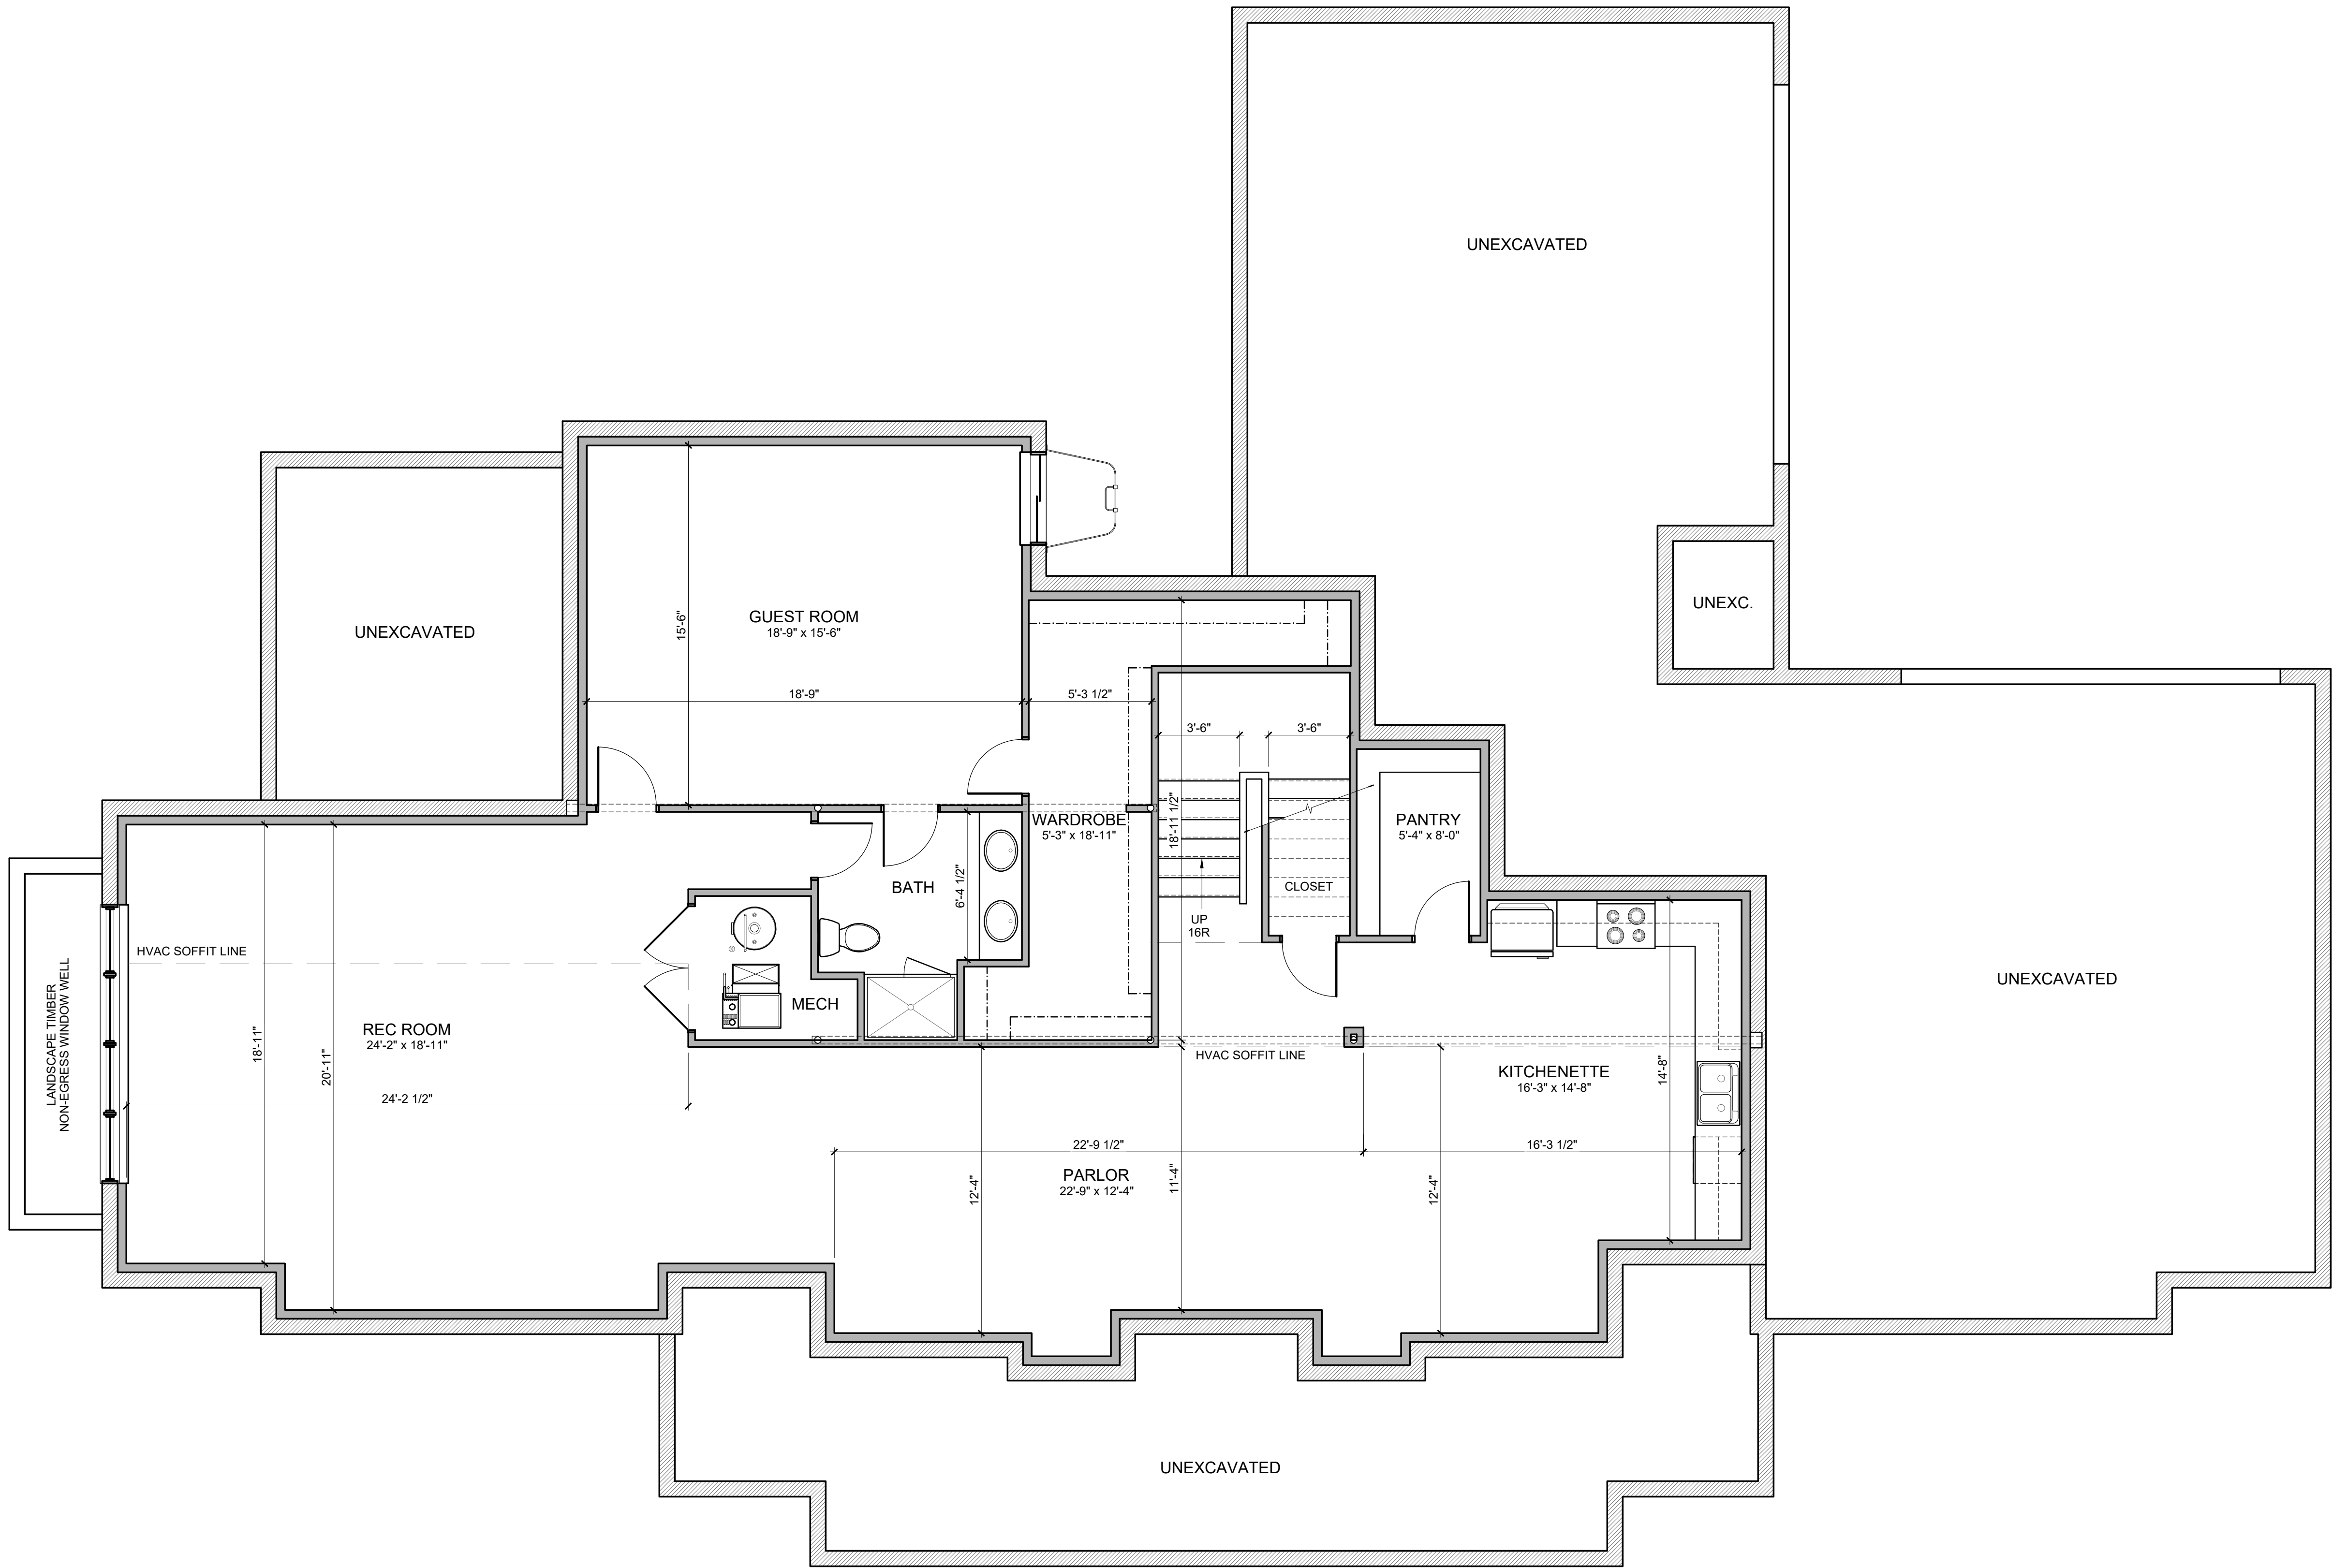 UNEXCAVATED
UNEXC.
UNEXCAVATED
GUEST ROOM
18'-9" x 15'-6"
15'-6"
18'-9"
5'-3 1/2"
3'-6"
3'-6"
18'-11 1/2"
WARDROBE
5'-3" x 18'-11"
PANTRY
5'-4" x 8'-0"
BATH
6'-4 1/2"
CLOSET
UP
16R
HVAC SOFFIT LINE
LANDSCAPE TIMBER
NON-EGRESS WINDOW WELL
REC ROOM
24'-2" x 18'-11"
18'-11"
20'-11"
24'-2 1/2"
MECH
HVAC SOFFIT LINE
KITCHENETTE
16'-3" x 14'-8"
14'-8"
UNEXCAVATED
22'-9 1/2"
16'-3 1/2"
PARLOR
22'-9" x 12'-4"
12'-4"
11'-4"
12'-4"
UNEXCAVATED